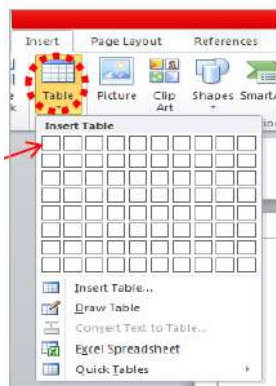 Insert Page Layout References
Table Picture Clip Art Shapes SmartA
Insert Table
Insert Table...
Draw Table
Convert Text to Table...
Excel Spreadsheet
Quick Tables